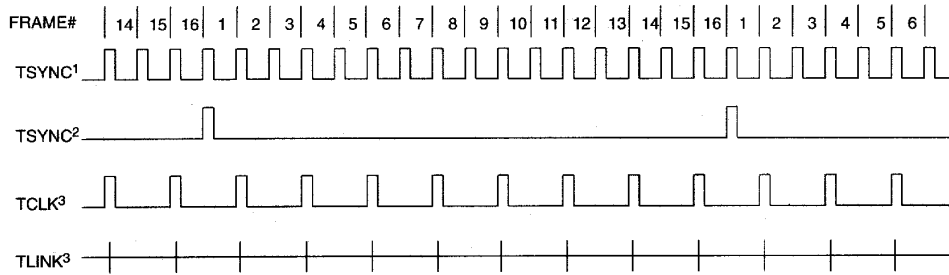 FRAME# 14 15 16 1 2 3 4 5 6 7 8 9 10 11 12 13 14 15 16 1 2 3 4 5 6
TSYNC¹
TSYNC²
TCLK³
TLINK³